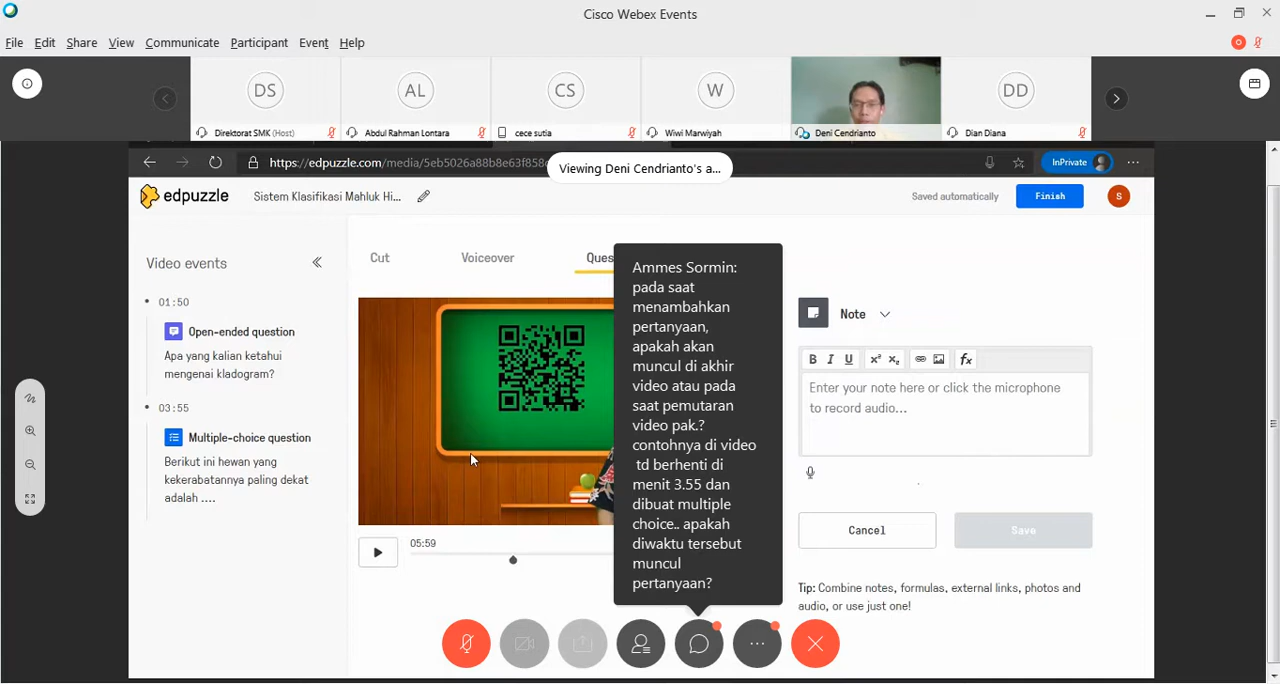 Cisco Webex Events
File Edit Share View Communicate Participant Event Help
DS
AL
CS
W
DD
Direktorat SMK (Host)
Abdul Rahman Lontara
cece sutia
Wiwi Marwiyah
Deni Cendrianto
Dian Diana
https://edpuzzle.com/media/5eb5026a88b8e63f858
InPrivate
Viewing Deni Cendrianto's a...
edpuzzle
Sistem Klasifikasi Mahluk Hi...
Saved automatically
Finish
S
Video events
01:50
Open-ended question
Apa yang kalian ketahui
mengenai kladogram?
03:55
Multiple-choice question
Berikut ini hewan yang
kekerabatannya paling dekat
adalah ....
Cut
Voiceover
Ques
05:59
Ammes Sormin:
pada saat
menambahkan
pertanyaan,
apakah akan
muncul di akhir
video atau pada
saat pemutaran
video pak.?
contohnya di video
td berhenti di
menit 3.55 dan
dibuat multiple
choice.. apakah
diwaktu tersebut
muncul
pertanyaan?
Note
B I U x² x₂ fx
Enter your note here or click the microphone
to record audio...
Cancel
Save
Tip: Combine notes, formulas, external links, photos and
audio, or use just one!